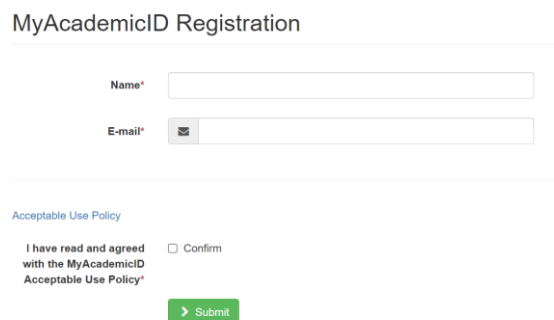 MyAcademicID Registration
Name*
E-mail*
Acceptable Use Policy
I have read and agreed
with the MyAcademicID
Acceptable Use Policy*
Confirm
Submit